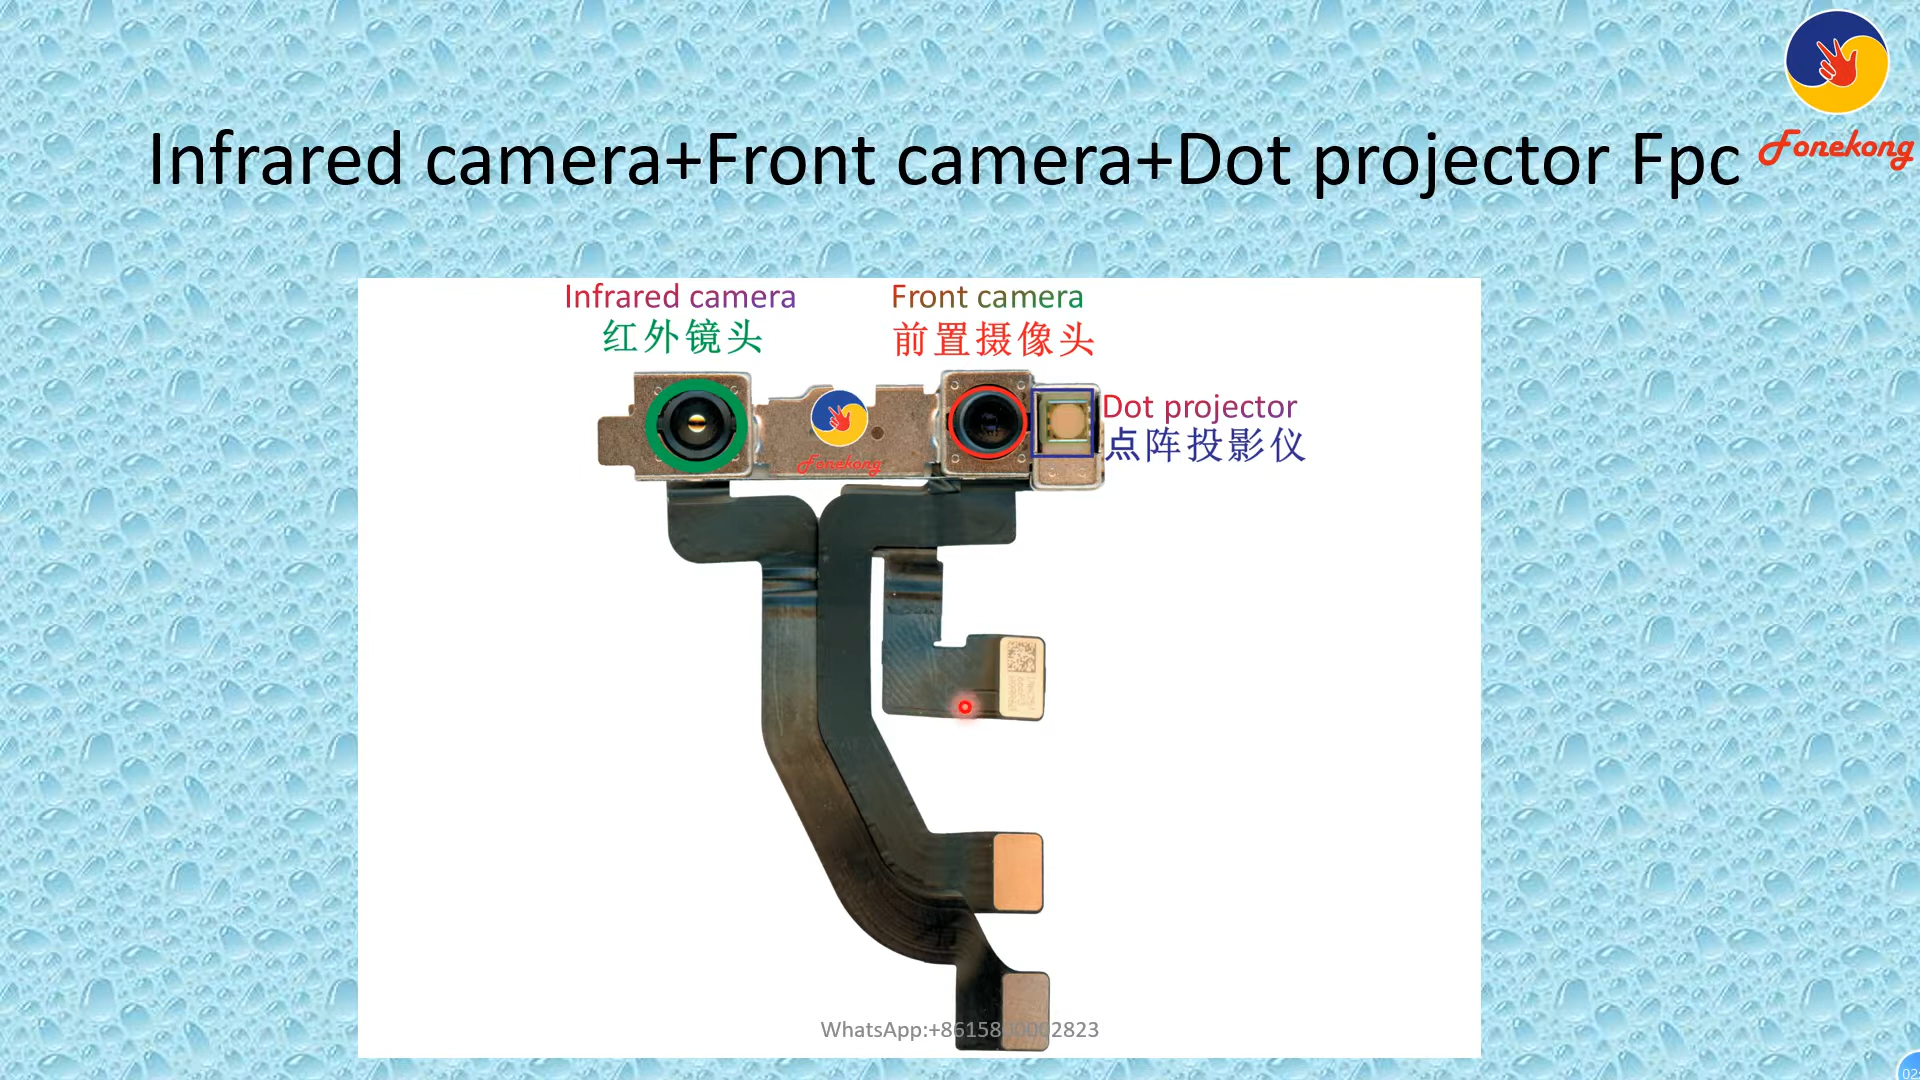 Infrared camera+Front camera+Dot projector Fpc
Fonekong
Infrared camera
红外镜头
Front camera
前置摄像头
Dot projector
点阵投影仪
Fonekong